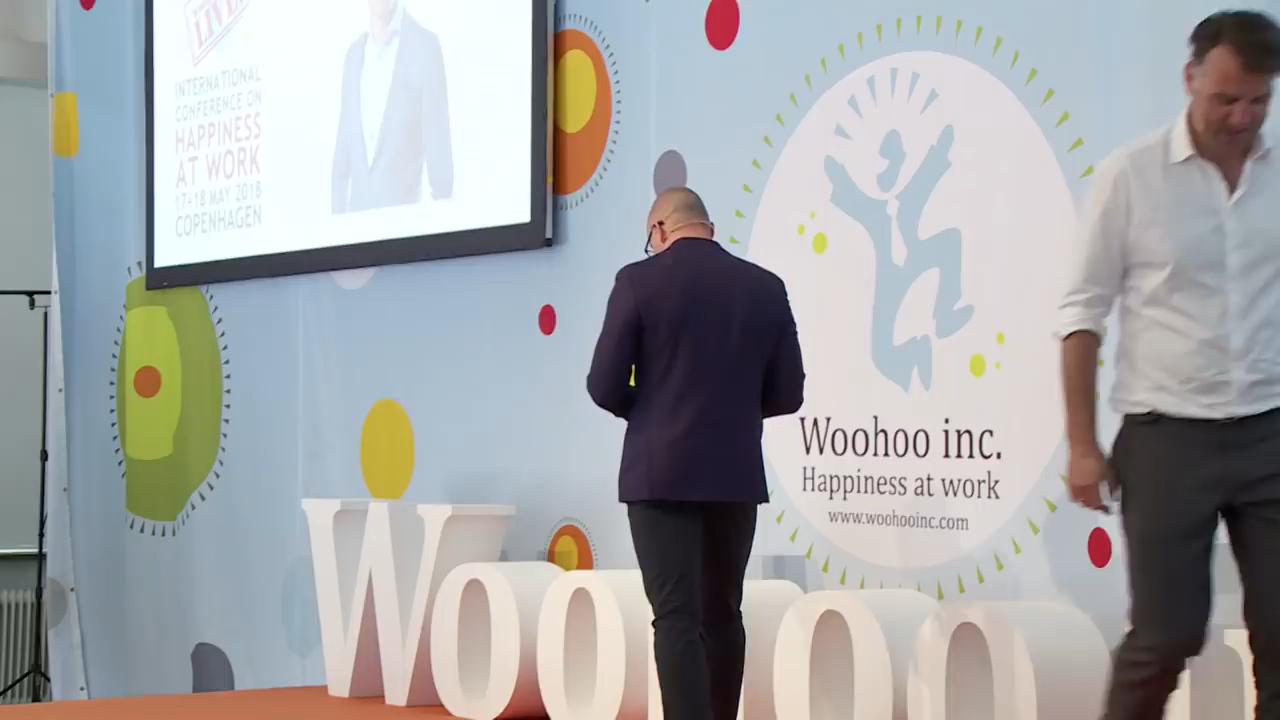 LIVE
INTERNATIONAL
CONFERENCE ON
HAPPINESS
AT WORK
17+18 MAY 2018
COPENHAGEN
Woohoo inc.
Happiness at work
www.woohooinc.com
Woohoo